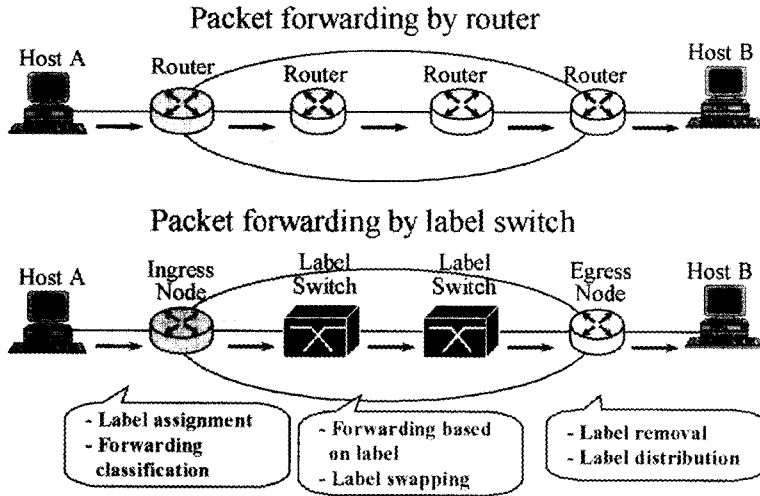 Packet forwarding by router
Host A
Router
Router
Router
Router
Host B
Packet forwarding by label switch
Host A
Ingress
Node
Label
Switch
Label
Switch
Egress
Node
Host B
- Label assignment
- Forwarding
classification
- Forwarding based
on label
- Label swapping
- Label removal
- Label distribution